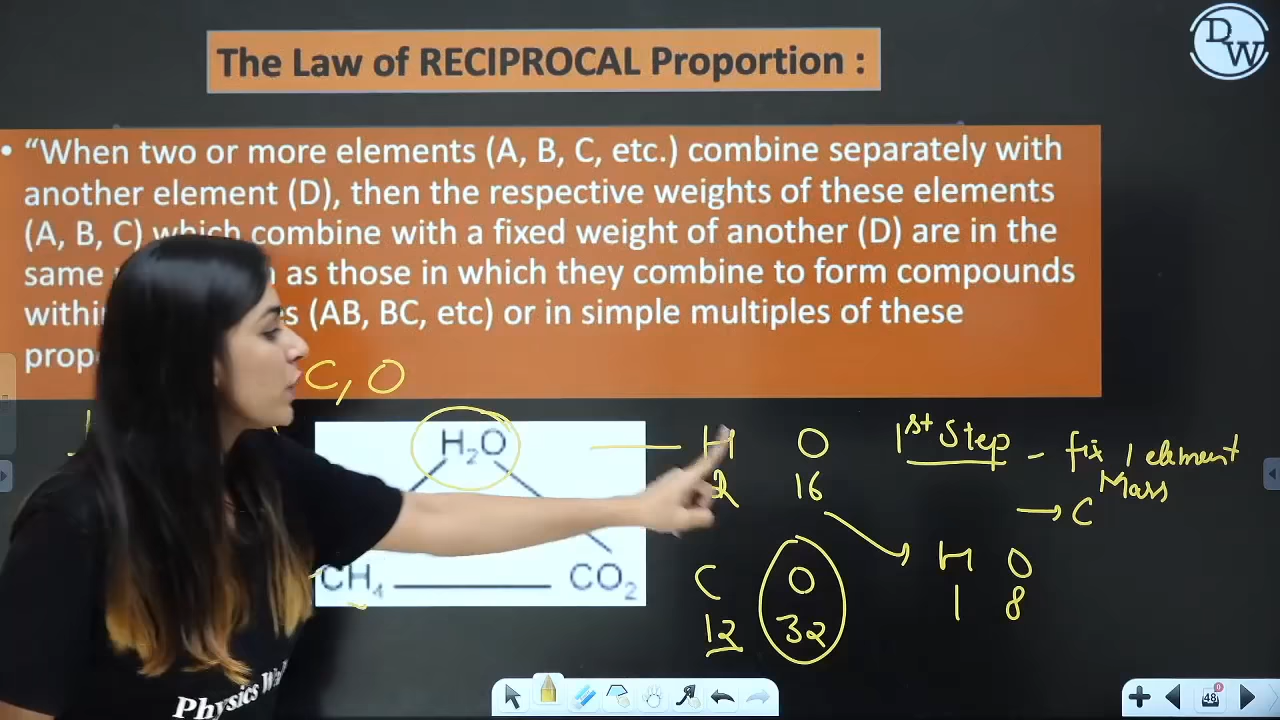 The Law of RECIPROCAL Proportion :
DW
• “When two or more elements (A, B, C, etc.) combine separately with
another element (D), then the respective weights of these elements
(A, B, C) which combine with a fixed weight of another (D) are in the
same as those in which they combine to form compounds
(AB, BC, etc) or in simple multiples of these
C, O
H₂O
CH₄
CO₂
H O
2 16
C O
12 32
1st Step - fix 1 element
Mass
→ C
H O
1 8
Physics
48